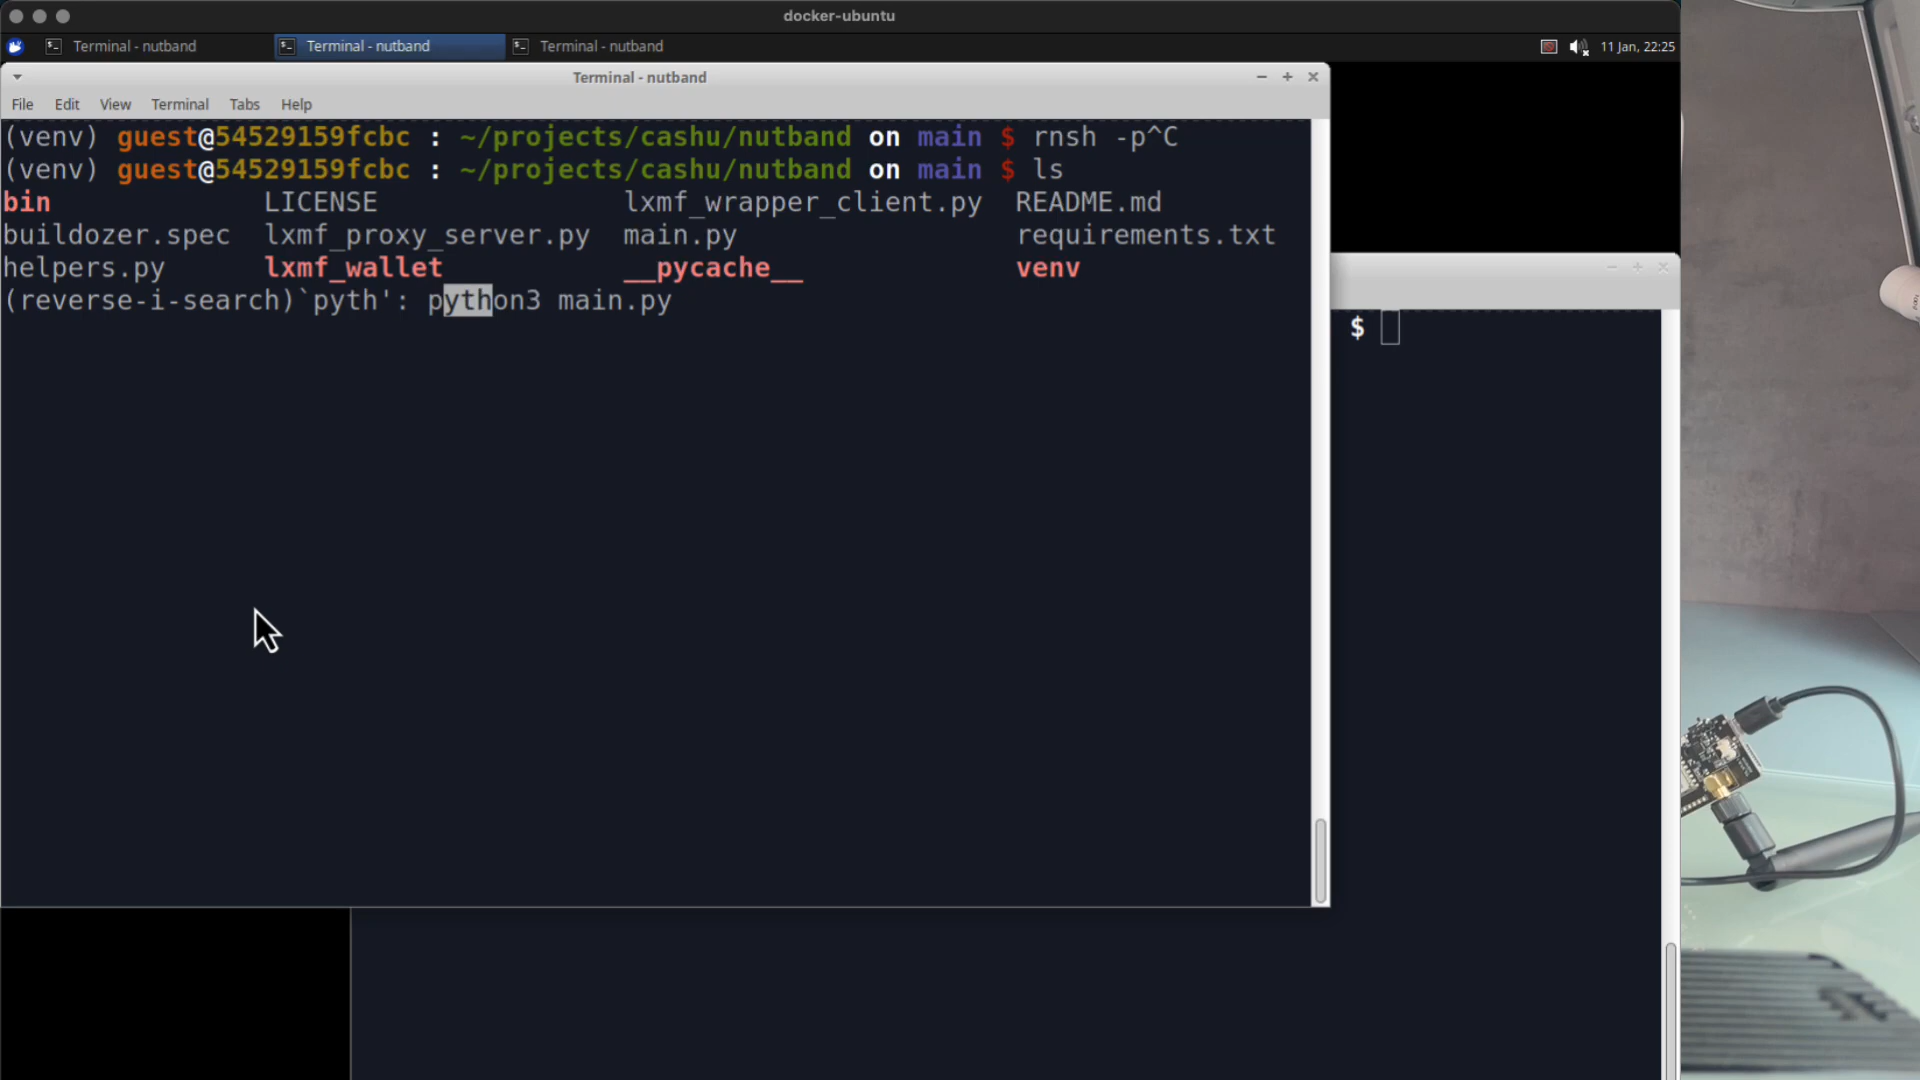 docker-ubuntu
Terminal - nutband
Terminal - nutband
Terminal - nutband
11 Jan, 22:25
Terminal - nutband
File Edit View Terminal Tabs Help
(venv) guest@54529159fcbc : ~/projects/cashu/nutband on main $ rnsh -p^C
(venv) guest@54529159fcbc : ~/projects/cashu/nutband on main $ ls
bin LICENSE lxmf_wrapper_client.py README.md
buildozer.spec lxmf_proxy_server.py main.py requirements.txt
helpers.py lxmf_wallet __pycache__ venv
(reverse-i-search)`pyth': python3 main.py
$